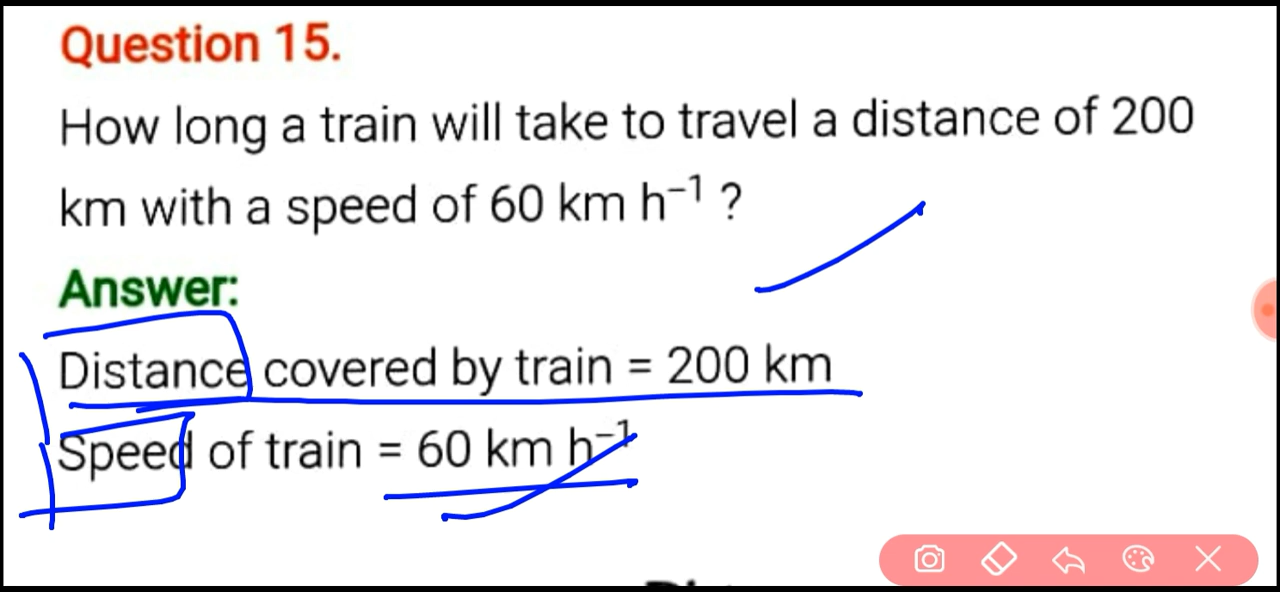 Question 15.
How long a train will take to travel a distance of 200
km with a speed of 60 km h⁻¹ ?
Answer:
Distance covered by train = 200 km
Speed of train = 60 km h⁻¹